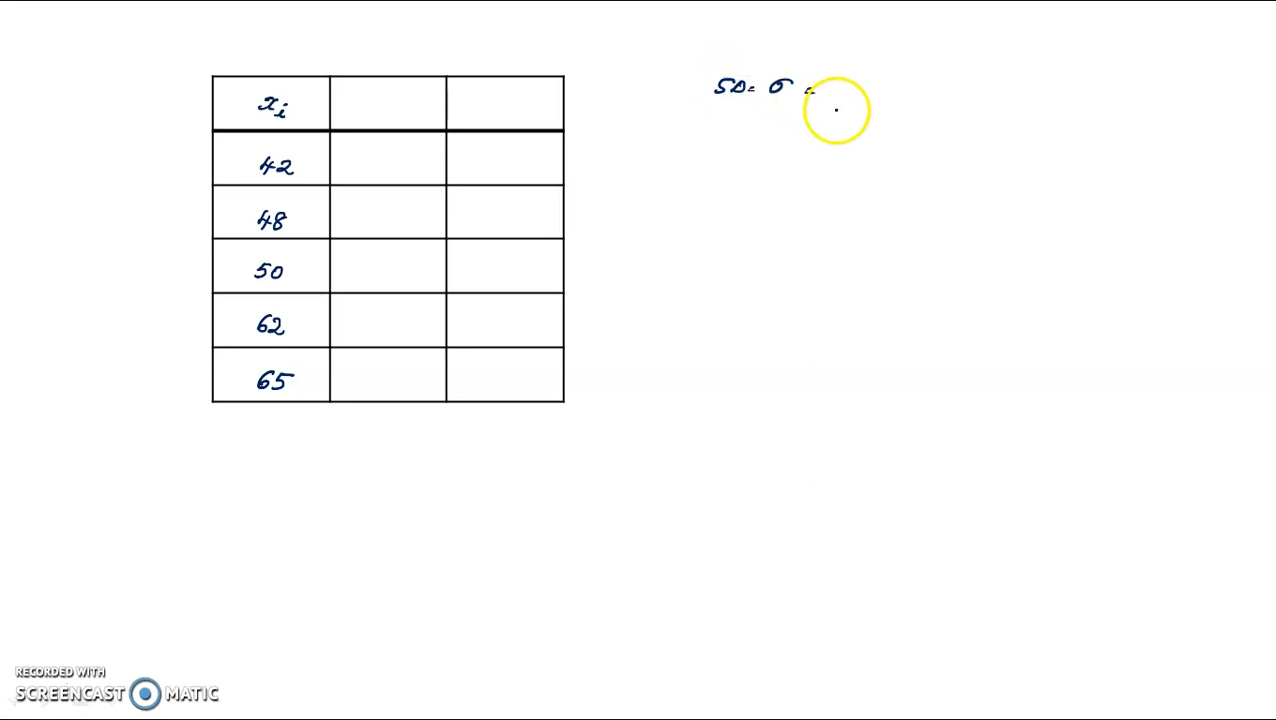 xᵢ
SD= σ =
42
48
50
62
65
RECORDED WITH
SCREENCAST MATIC